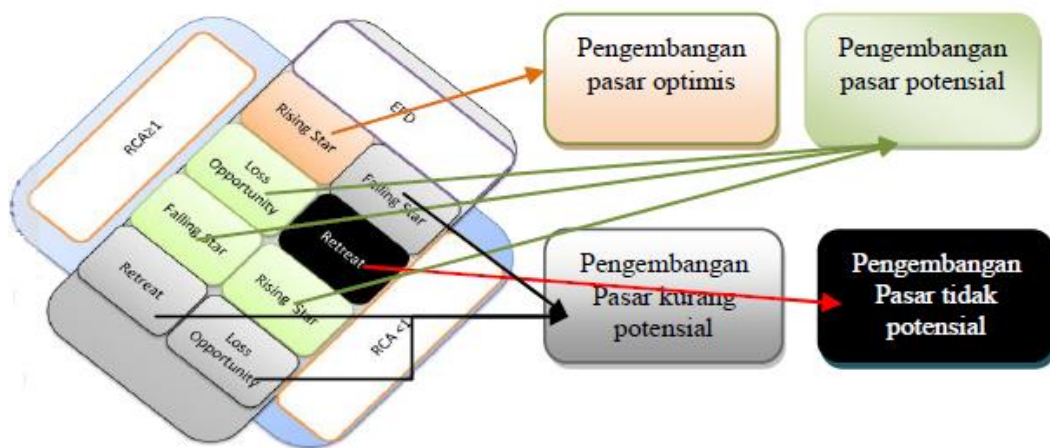 RCA≥1
EPD
Rising Star
Loss
Opportunity
Falling Star
Retreat
Falling Star
Retreat
Rising Star
Loss
Opportunity
RCA <1
Pengembangan
pasar optimis
Pengembangan
pasar potensial
Pengembangan
Pasar kurang
potensial
Pengembangan
Pasar tidak
potensial